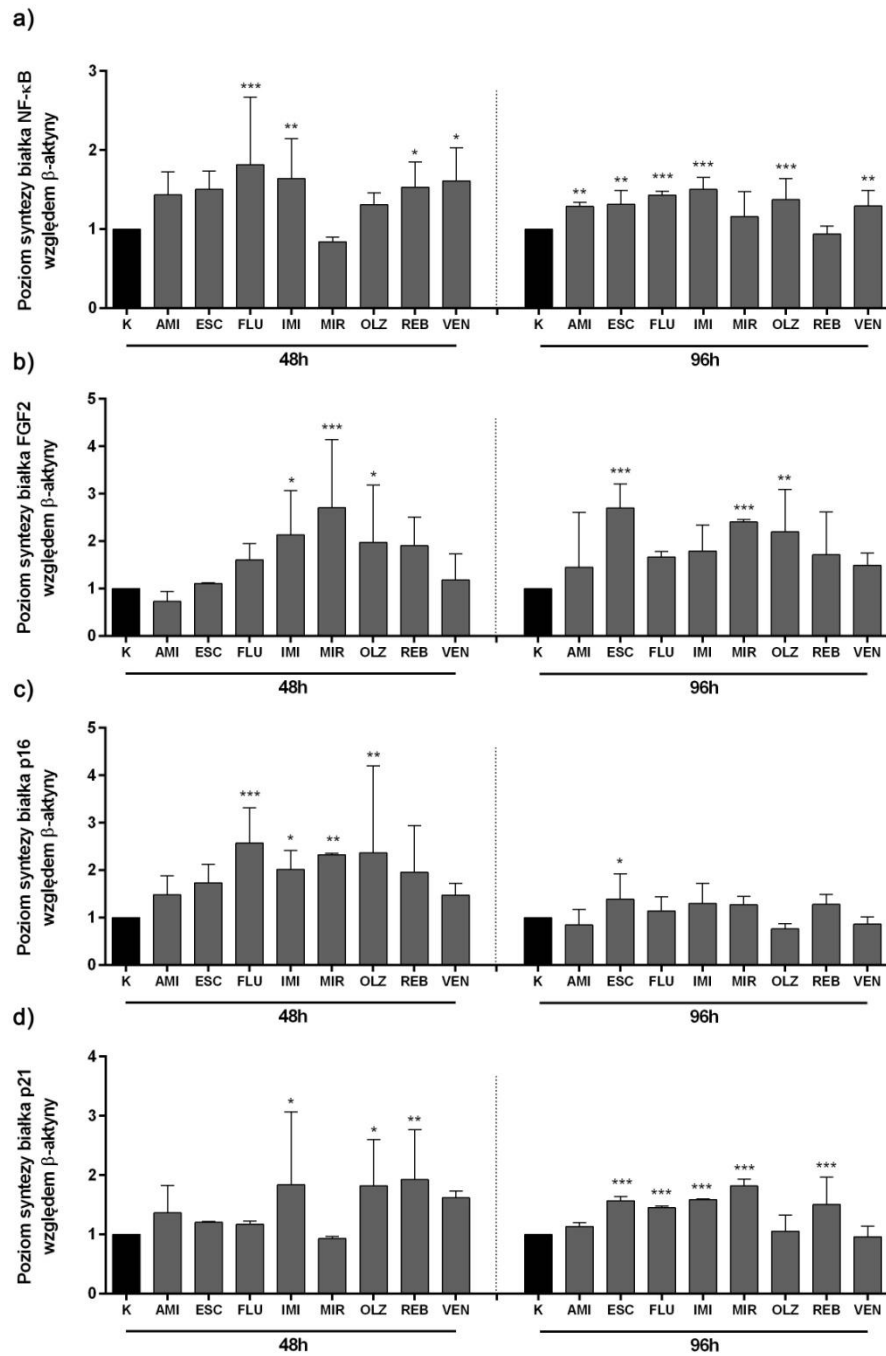 a)
Poziom syntezy białka NF-κB
względem β-aktyny
3
2
1
0
*** ** * *
** ** *** *** *** **
K AMI ESC FLU IMI MIR OLZ REB VEN
K AMI ESC FLU IMI MIR OLZ REB VEN
48h
96h
b)
Poziom syntezy białka FGF2
względem β-aktyny
5
4
3
2
1
0
* *** *
*** *** **
K AMI ESC FLU IMI MIR OLZ REB VEN
K AMI ESC FLU IMI MIR OLZ REB VEN
48h
96h
c)
Poziom syntezy białka p16
względem β-aktyny
5
4
3
2
1
0
*** * ** **
*
K AMI ESC FLU IMI MIR OLZ REB VEN
K AMI ESC FLU IMI MIR OLZ REB VEN
48h
96h
d)
Poziom syntezy białka p21
względem β-aktyny
4
3
2
1
0
* * **
*** *** *** *** ***
K AMI ESC FLU IMI MIR OLZ REB VEN
K AMI ESC FLU IMI MIR OLZ REB VEN
48h
96h